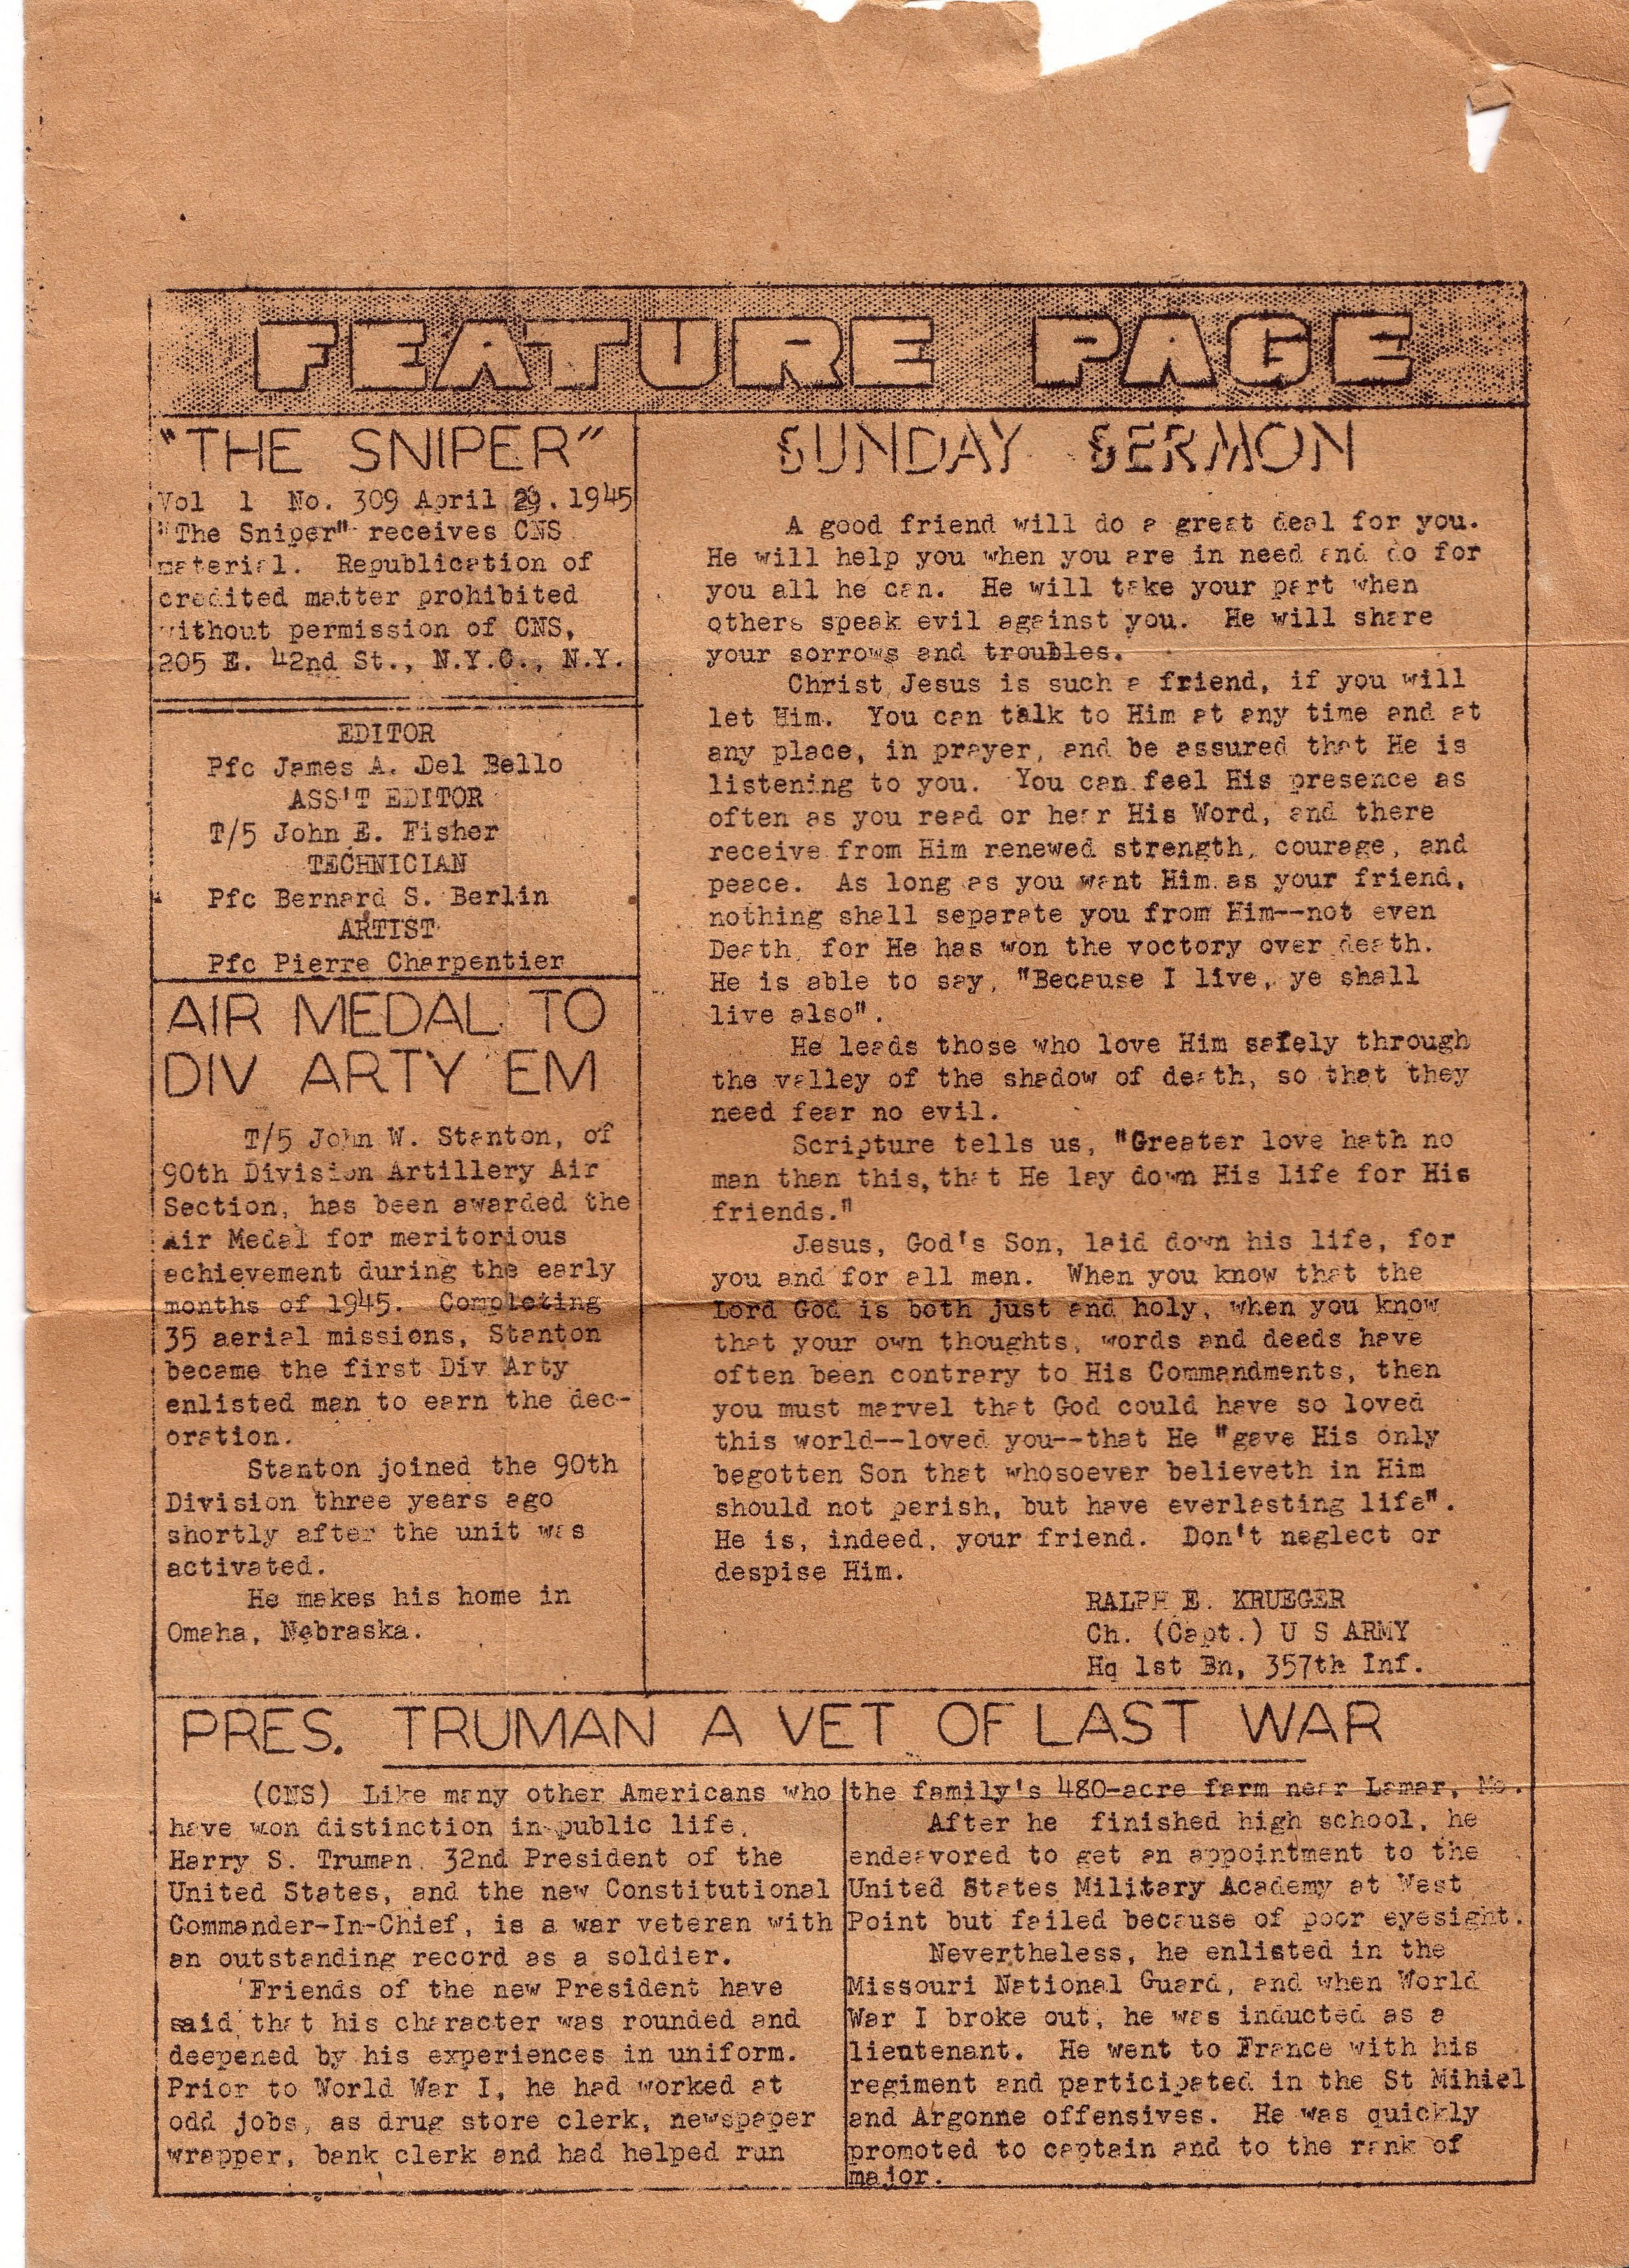 FEATURE PAGE
"THE SNIPER"
Vol 1 No. 309 April 29. 1945
"The Sniper" receives CNS
material. Republication of
credited matter prohibited
without permission of CNS,
205 E. 42nd St., N.Y.C., N.Y.
EDITOR
Pfc James A. Del Bello
ASS'T EDITOR
T/5 John E. Fisher
TECHNICIAN
Pfc Bernard S. Berlin
ARTIST
Pfc Pierre Charpentier
AIR MEDAL TO
DIV ARTY EM
T/5 John W. Stanton, of
90th Division Artillery Air
Section, has been awarded the
Air Medal for meritorious
achievement during the early
months of 1945. Completing
35 aerial missions, Stanton
became the first Div Arty
enlisted man to earn the dec-
oration.
Stanton joined the 90th
Division three years ago
shortly after the unit was
activated.
He makes his home in
Omaha, Nebraska.
SUNDAY SERMON
A good friend will do a great deal for you.
He will help you when you are in need and do for
you all he can. He will take your part when
others speak evil against you. He will share
your sorrows and troubles.
Christ Jesus is such a friend, if you will
let Him. You can talk to Him at any time and at
any place, in prayer, and be assured that He is
listening to you. You can feel His presence as
often as you read or hear His Word, and there
receive from Him renewed strength, courage, and
peace. As long as you want Him as your friend,
nothing shall separate you from Him--not even
Death, for He has won the voctory over death.
He is able to say, "Because I live, ye shall
live also".
He leads those who love Him safely through
the valley of the shadow of death, so that they
need fear no evil.
Scripture tells us, "Greater love hath no
man than this, that He lay down His life for His
friends."
Jesus, God's Son, laid down his life, for
you and for all men. When you know that the
Lord God is both just and holy, when you know
that your own thoughts, words and deeds have
often been contrary to His Commandments, then
you must marvel that God could have so loved
this world--loved you--that He "gave His only
begotten Son that whosoever believeth in Him
should not perish, but have everlasting life".
He is, indeed, your friend. Don't neglect or
despise Him.
RALPH E. KRUEGER
Ch. (Capt.) U S ARMY
Hq 1st Bn, 357th Inf.
PRES. TRUMAN A VET OF LAST WAR
(CNS) Like many other Americans who
have won distinction in public life,
Harry S. Truman, 32nd President of the
United States, and the new Constitutional
Commander-In-Chief, is a war veteran with
an outstanding record as a soldier.
Friends of the new President have
said that his character was rounded and
deepened by his experiences in uniform.
Prior to World War I, he had worked at
odd jobs, as drug store clerk, newspaper
wrapper, bank clerk and had helped run
the family's 480-acre farm near Lamar, Mo.
After he finished high school, he
endeavored to get an appointment to the
United States Military Academy at West
Point but failed because of poor eyesight.
Nevertheless, he enlisted in the
Missouri National Guard, and when World
War I broke out, he was inducted as a
lieutenant. He went to France with his
regiment and participated in the St Mihiel
and Argonne offensives. He was quickly
promoted to captain and to the rank of
major.